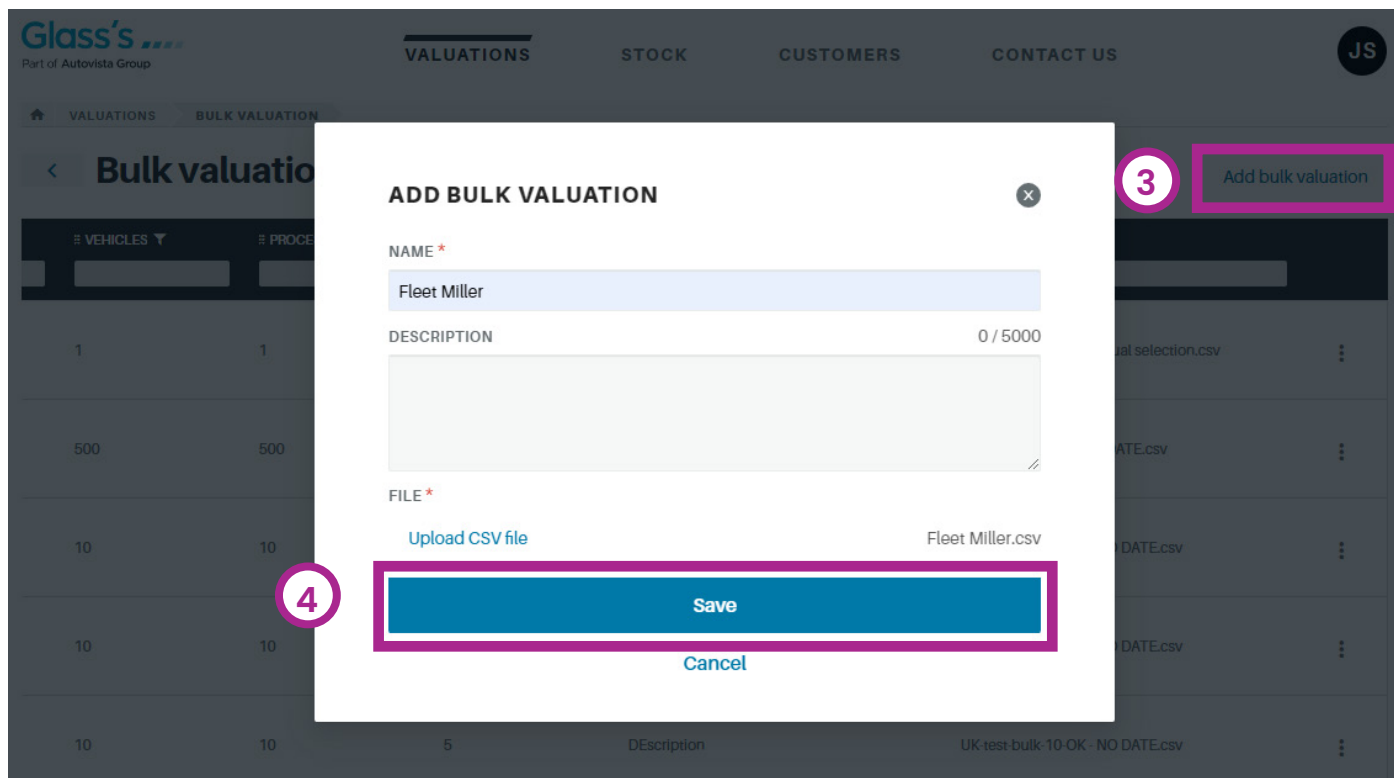 Glass's
Part of Autovista Group
VALUATIONS STOCK CUSTOMERS CONTACT US JS
VALUATIONS BULK VALUATION
Bulk valuatio
3 Add bulk valuation
ADD BULK VALUATION
VEHICLES PROCE
NAME *
Fleet Miller
DESCRIPTION 0 / 5000
1 1 ual selection.csv
500 500 ATE.csv
FILE *
Upload CSV file Fleet Miller.csv
10 10 DATE.csv
4 Save
10 10 DATE.csv
Cancel
10 10 5 DEscription UK-test-bulk-10-OK - NO DATE.csv